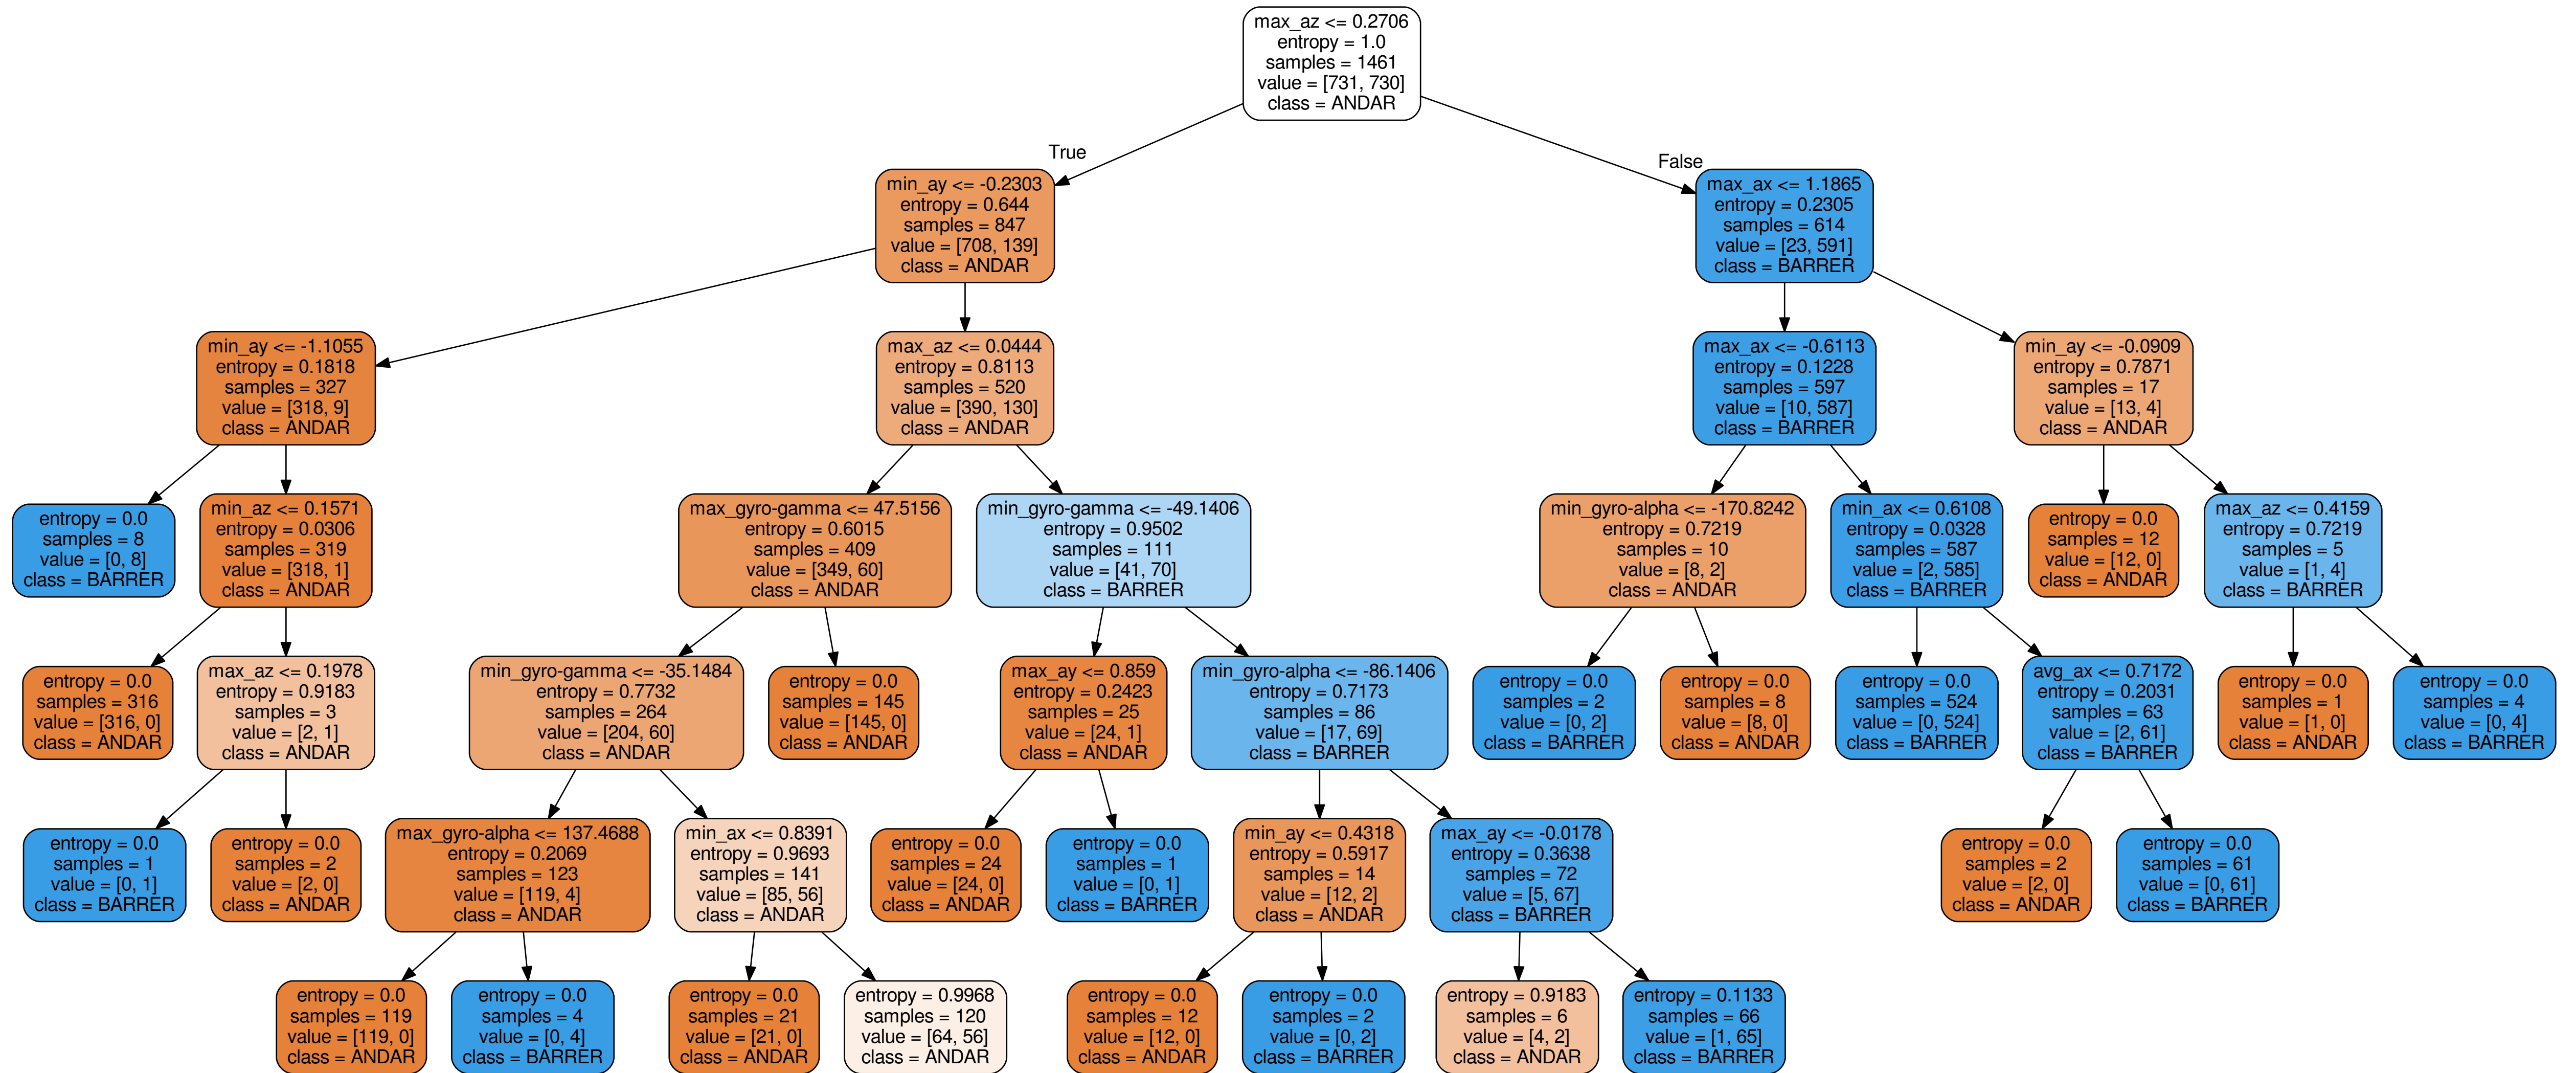 max_az <= 0.2706
entropy = 1.0
samples = 1461
value = [731, 730]
class = ANDAR
True
False
min_ay <= -0.2303
entropy = 0.644
samples = 847
value = [708, 139]
class = ANDAR
max_ax <= 1.1865
entropy = 0.2305
samples = 614
value = [23, 591]
class = BARRER
min_ay <= -1.1055
entropy = 0.1818
samples = 327
value = [318, 9]
class = ANDAR
max_az <= 0.0444
entropy = 0.8113
samples = 520
value = [390, 130]
class = ANDAR
max_ax <= -0.6113
entropy = 0.1228
samples = 597
value = [10, 587]
class = BARRER
min_ay <= -0.0909
entropy = 0.7871
samples = 17
value = [13, 4]
class = ANDAR
entropy = 0.0
samples = 8
value = [0, 8]
class = BARRER
min_az <= 0.1571
entropy = 0.0306
samples = 319
value = [318, 1]
class = ANDAR
max_gyro-gamma <= 47.5156
entropy = 0.6015
samples = 409
value = [349, 60]
class = ANDAR
min_gyro-gamma <= -49.1406
entropy = 0.9502
samples = 111
value = [41, 70]
class = BARRER
min_gyro-alpha <= -170.8242
entropy = 0.7219
samples = 10
value = [8, 2]
class = ANDAR
min_ax <= 0.6108
entropy = 0.0328
samples = 587
value = [2, 585]
class = BARRER
entropy = 0.0
samples = 12
value = [12, 0]
class = ANDAR
max_az <= 0.4159
entropy = 0.7219
samples = 5
value = [1, 4]
class = BARRER
entropy = 0.0
samples = 316
value = [316, 0]
class = ANDAR
max_az <= 0.1978
entropy = 0.9183
samples = 3
value = [2, 1]
class = ANDAR
min_gyro-gamma <= -35.1484
entropy = 0.7732
samples = 264
value = [204, 60]
class = ANDAR
entropy = 0.0
samples = 145
value = [145, 0]
class = ANDAR
max_ay <= 0.859
entropy = 0.2423
samples = 25
value = [24, 1]
class = ANDAR
min_gyro-alpha <= -86.1406
entropy = 0.7173
samples = 86
value = [17, 69]
class = BARRER
entropy = 0.0
samples = 2
value = [0, 2]
class = BARRER
entropy = 0.0
samples = 8
value = [8, 0]
class = ANDAR
entropy = 0.0
samples = 524
value = [0, 524]
class = BARRER
avg_ax <= 0.7172
entropy = 0.2031
samples = 63
value = [2, 61]
class = BARRER
entropy = 0.0
samples = 1
value = [1, 0]
class = ANDAR
entropy = 0.0
samples = 4
value = [0, 4]
class = BARRER
entropy = 0.0
samples = 1
value = [0, 1]
class = BARRER
entropy = 0.0
samples = 2
value = [2, 0]
class = ANDAR
max_gyro-alpha <= 137.4688
entropy = 0.2069
samples = 123
value = [119, 4]
class = ANDAR
min_ax <= 0.8391
entropy = 0.9693
samples = 141
value = [85, 56]
class = ANDAR
entropy = 0.0
samples = 24
value = [24, 0]
class = ANDAR
entropy = 0.0
samples = 1
value = [0, 1]
class = BARRER
min_ay <= 0.4318
entropy = 0.5917
samples = 14
value = [12, 2]
class = ANDAR
max_ay <= -0.0178
entropy = 0.3638
samples = 72
value = [5, 67]
class = BARRER
entropy = 0.0
samples = 2
value = [2, 0]
class = ANDAR
entropy = 0.0
samples = 61
value = [0, 61]
class = BARRER
entropy = 0.0
samples = 119
value = [119, 0]
class = ANDAR
entropy = 0.0
samples = 4
value = [0, 4]
class = BARRER
entropy = 0.0
samples = 21
value = [21, 0]
class = ANDAR
entropy = 0.9968
samples = 120
value = [64, 56]
class = ANDAR
entropy = 0.0
samples = 12
value = [12, 0]
class = ANDAR
entropy = 0.0
samples = 2
value = [0, 2]
class = BARRER
entropy = 0.9183
samples = 6
value = [4, 2]
class = ANDAR
entropy = 0.1133
samples = 66
value = [1, 65]
class = BARRER